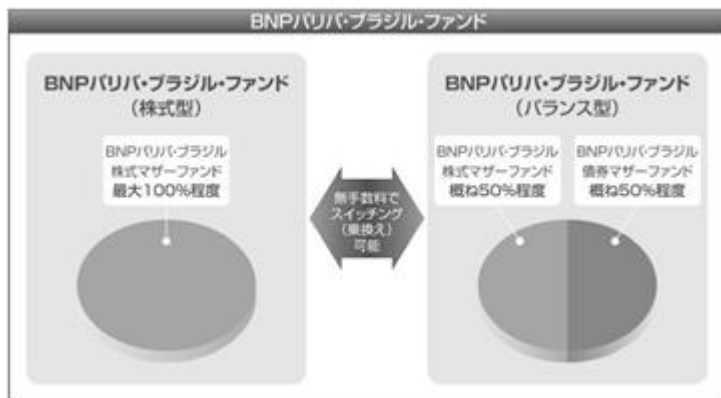 BNPパリバ・ブラジル・ファンド
BNPパリバ・ブラジル・ファンド
（株式型）
BNPパリバ・ブラジル
株式マザーファンド
最大100%程度
無手数料で
スイッチング
（乗換え）
可能
BNPパリバ・ブラジル・ファンド
（バランス型）
BNPパリバ・ブラジル
株式マザーファンド
概ね50%程度
BNPパリバ・ブラジル
債券マザーファンド
概ね50%程度